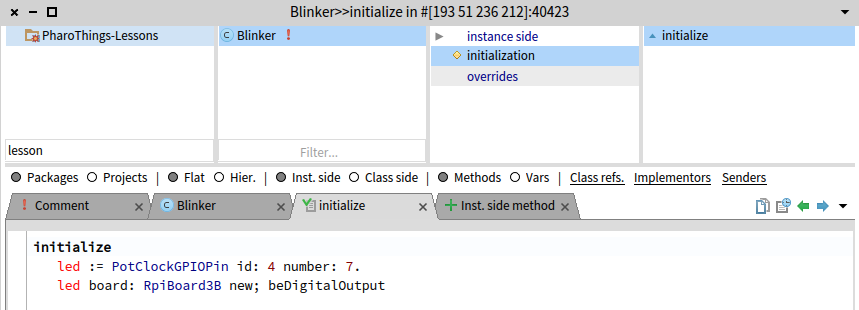 Blinker>>initialize in #[193 51 236 212]:40423
PharoThings-Lessons
Blinker !
instance side
initialize
initialization
overrides
lesson
Filter...
Packages Projects | Flat Hier. | Inst. side Class side | Methods Vars | Class refs. Implementors Senders
! Comment
Blinker
initialize
Inst. side method
initialize
led := PotClockGPIOPin id: 4 number: 7.
led board: RpiBoard3B new; beDigitalOutput